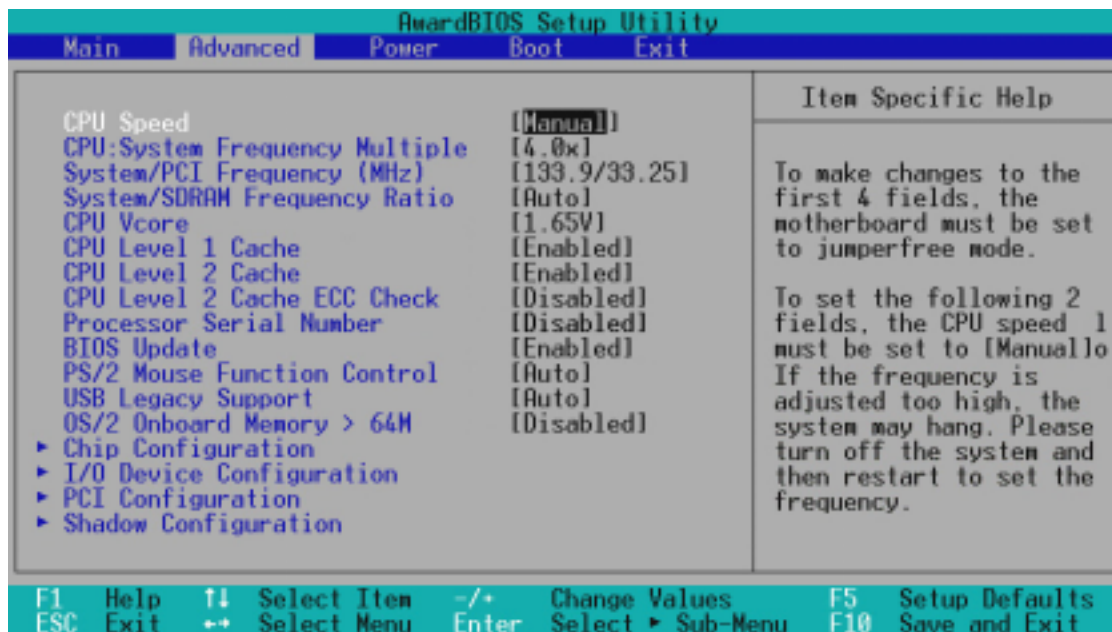 AwardBIOS Setup Utility
Main Advanced Power Boot Exit
CPU Speed [Manual]
CPU:System Frequency Multiple [4.0x]
System/PCI Frequency (MHz) [133.9/33.25]
System/SDRAM Frequency Ratio [Auto]
CPU Vcore [1.65V]
CPU Level 1 Cache [Enabled]
CPU Level 2 Cache [Enabled]
CPU Level 2 Cache ECC Check [Disabled]
Processor Serial Number [Disabled]
BIOS Update [Enabled]
PS/2 Mouse Function Control [Auto]
USB Legacy Support [Auto]
OS/2 Onboard Memory > 64M [Disabled]
▸ Chip Configuration
▸ I/O Device Configuration
▸ PCI Configuration
▸ Shadow Configuration
Item Specific Help
To make changes to the
first 4 fields, the
motherboard must be set
to jumperfree mode.
To set the following 2
fields, the CPU speed l
must be set to [Manual]o
If the frequency is
adjusted too high, the
system may hang. Please
turn off the system and
then restart to set the
frequency.
F1 Help ↑↓ Select Item -/+ Change Values F5 Setup Defaults
ESC Exit ←→ Select Menu Enter Select ▸ Sub-Menu F10 Save and Exit